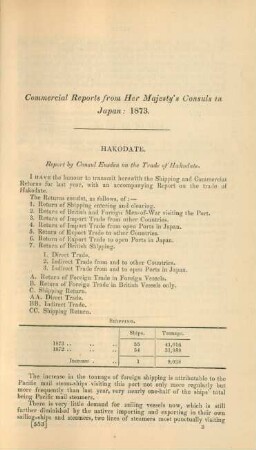 Commercial Reports from Her Majesty's Consuls in
Japan: 1873.
HAKODATE.
Report by Consul Eusden on the Trade of Hakodate.
I HAVE the honour to transmit herewith the Shipping and Commercial
Returns for last year, with an accompanying Report on the trade of
Hakodate.
The Returns consist, as follows, of :—
1. Return of Shipping entering and clearing.
2. Return of British and Foreign Men-of-War visiting the Port.
3. Return of Import Trade from other Countries.
4. Return of Import Trade from open Ports in Japan.
5. Return of Export Trade to other Countries.
6. Return of Export Trade to open Ports in Japan.
7. Return of British Shipping.
1. Direct Trade.
2. Indirect Trade from and to other Countries.
3. Indirect Trade from and to open Ports in Japan.
A. Return of Foreign Trade in Foreign Vessels.
B. Return of Foreign Trade in British Vessels only.
C. Shipping Return.
AA. Direct Trade.
BB. Indirect Trade.
CC. Shipping Return.
Ships. Tonnage.
1873 .. .. .. 55
1872 .. .. .. 54
Increase .. 1
The increase in the tonnage of foreign shipping is attributable to the
Pacific mail steam-ships visiting this port not only more regularly but
more frequently than last year, very nearly one-half of the ships' total
being Pacific mail steamers.
There is very little demand for sailing vessels now, which is still
further diminished by the natives importing and exporting in their own
sailing-ships and steamers, two lines of steamers most punctually visiting